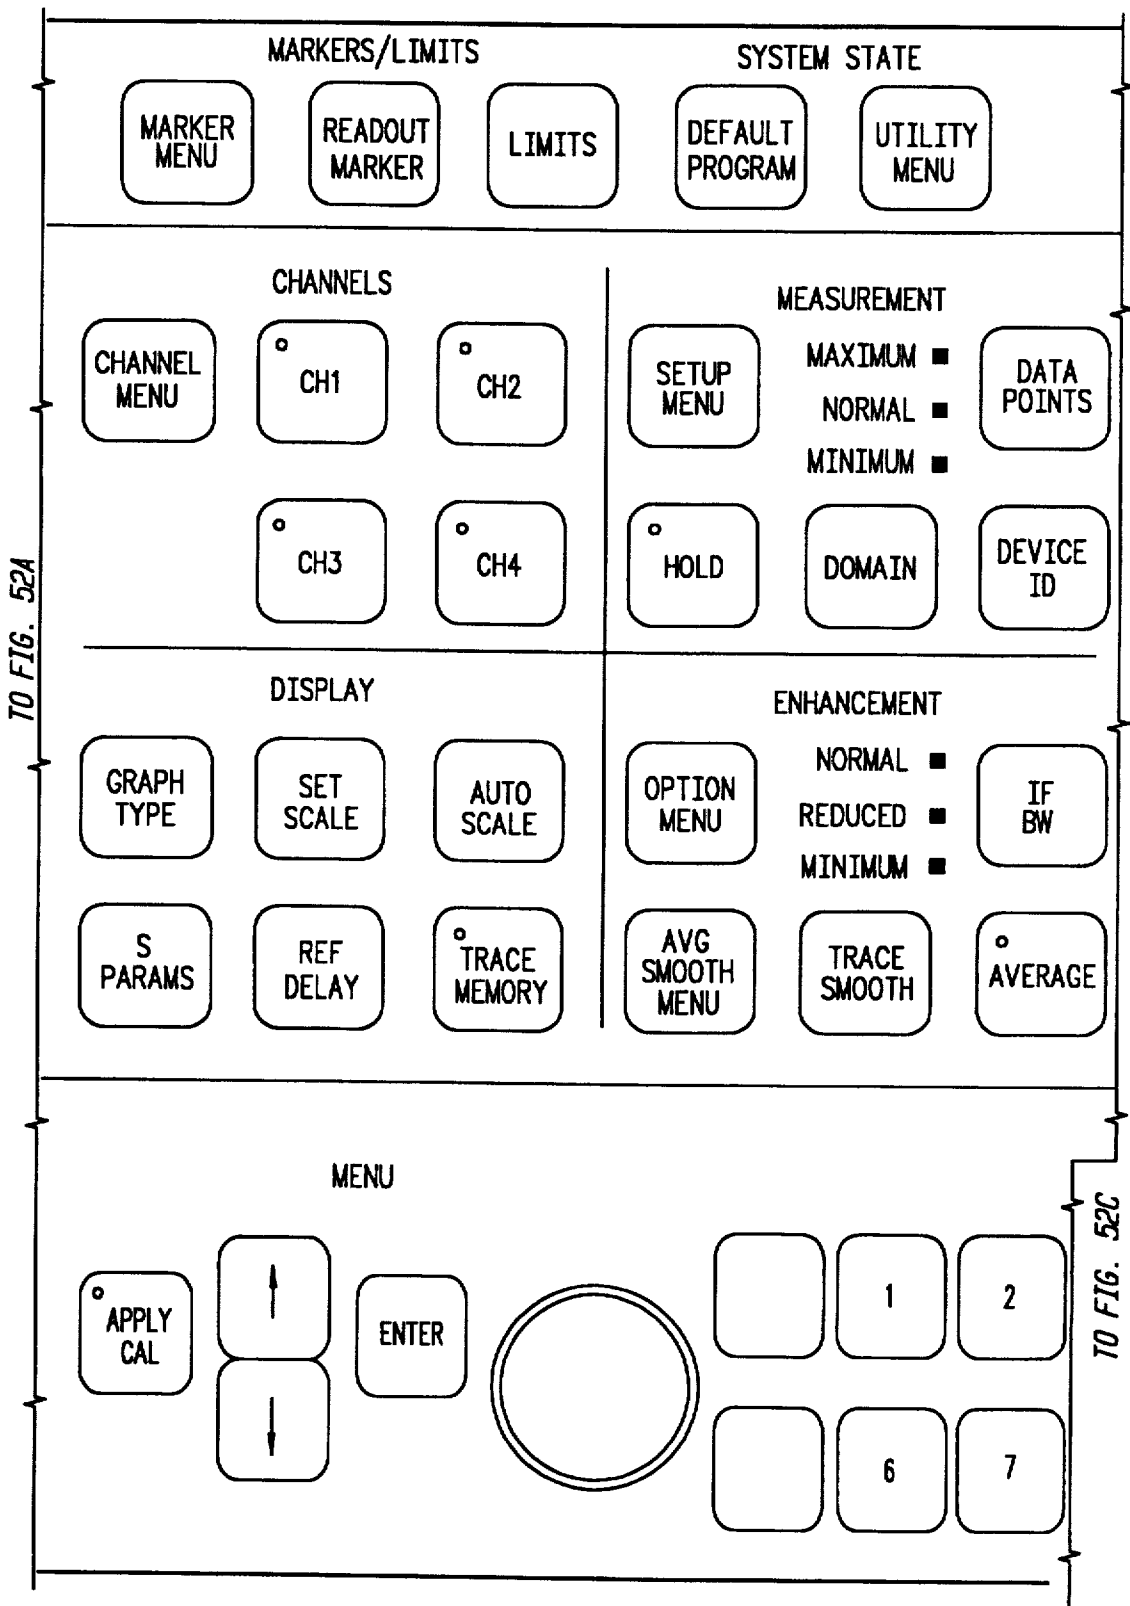 MARKERS/LIMITS
SYSTEM STATE
MARKER
MENU
READOUT
MARKER
LIMITS
DEFAULT
PROGRAM
UTILITY
MENU
CHANNELS
CHANNEL
MENU
CH1
CH2
CH3
CH4
MEASUREMENT
SETUP
MENU
MAXIMUM
NORMAL
MINIMUM
DATA
POINTS
HOLD
DOMAIN
DEVICE
ID
TO FIG. 52A
DISPLAY
GRAPH
TYPE
SET
SCALE
AUTO
SCALE
S
PARAMS
REF
DELAY
TRACE
MEMORY
ENHANCEMENT
OPTION
MENU
NORMAL
REDUCED
MINIMUM
IF
BW
AVG
SMOOTH
MENU
TRACE
SMOOTH
AVERAGE
MENU
APPLY
CAL
ENTER
1
2
6
7
TO FIG. 52C